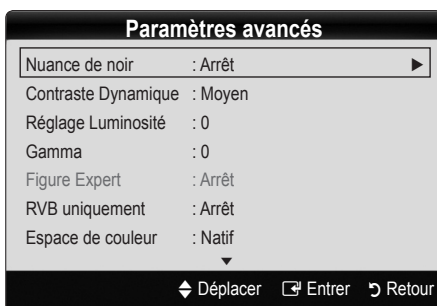 Paramètres avancés
Nuance de noir : Arrêt
Contraste Dynamique : Moyen
Réglage Luminosité : 0
Gamma : 0
Figure Expert : Arrêt
RVB uniquement : Arrêt
Espace de couleur : Natif
Déplacer Entrer Retour